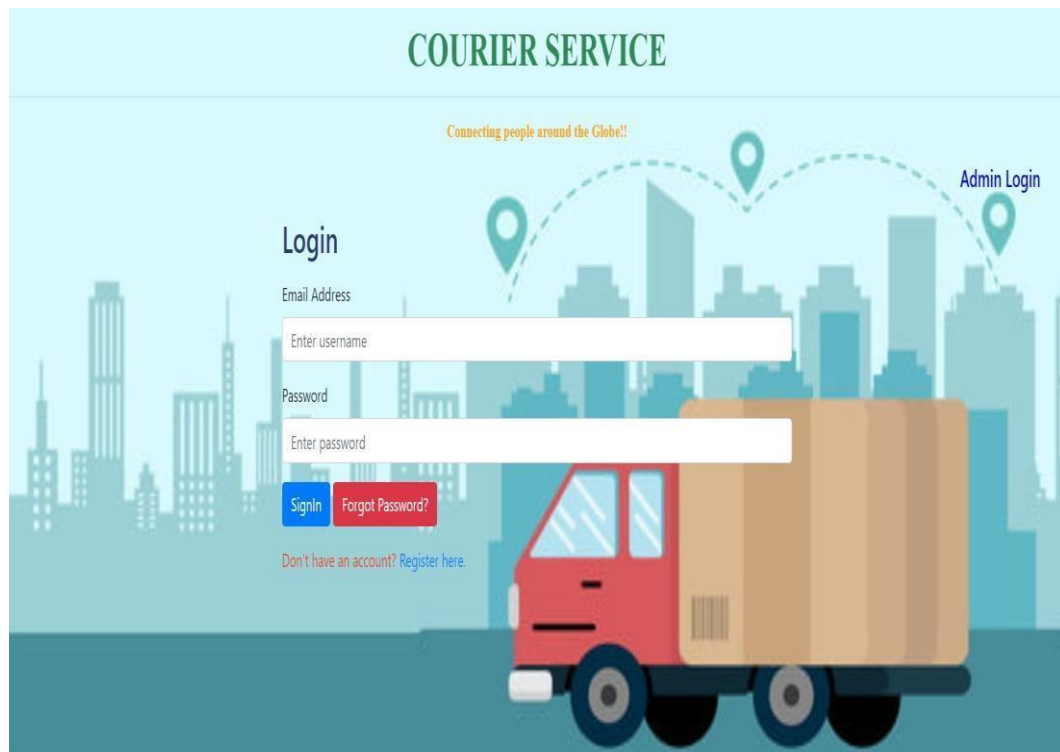 COURIER SERVICE
Connecting people around the Globe!!
Admin Login
Login
Email Address
Enter username
Password
Enter password
SignIn Forgot Password?
Don't have an account? Register here.